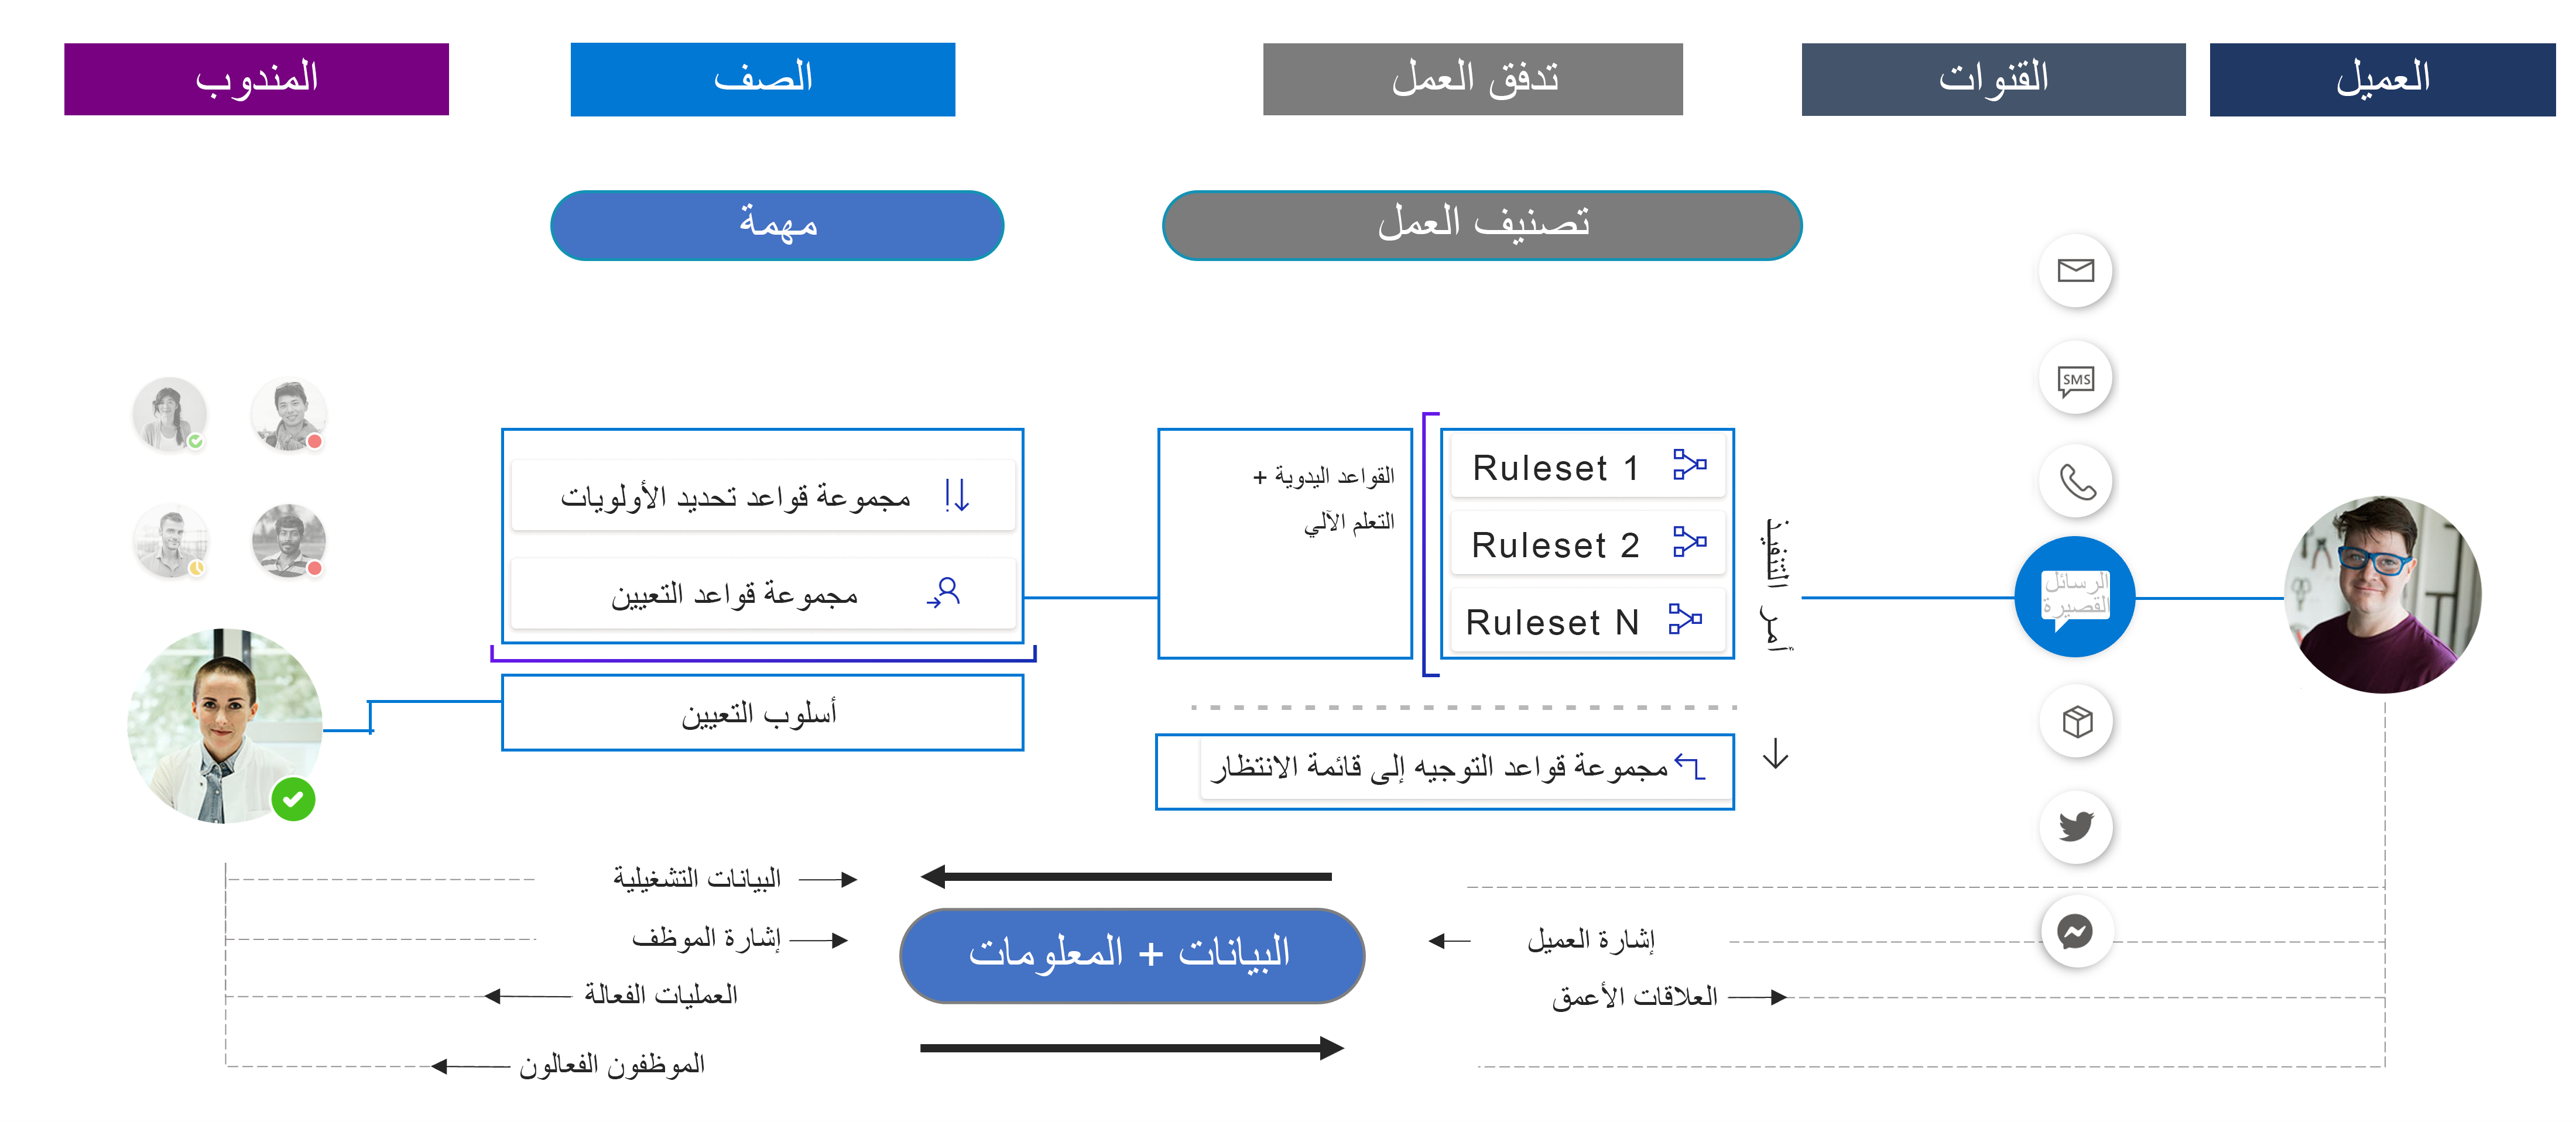 العميل
القنوات
تدفق العمل
الصف
المندوب
تصنيف العمل
مهمة
SMS
الرسائل
القصيرة
أمر التنفيذ
Ruleset 1
Ruleset 2
Ruleset N
القواعد اليدوية +
التعلم الآلي
مجموعة قواعد التوجيه إلى قائمة الانتظار
مجموعة قواعد تحديد الأولويات
مجموعة قواعد التعيين
أسلوب التعيين
إشارة العميل
العلاقات الأعمق
البيانات + المعلومات
البيانات التشغيلية
إشارة الموظف
العمليات الفعالة
الموظفون الفعالون